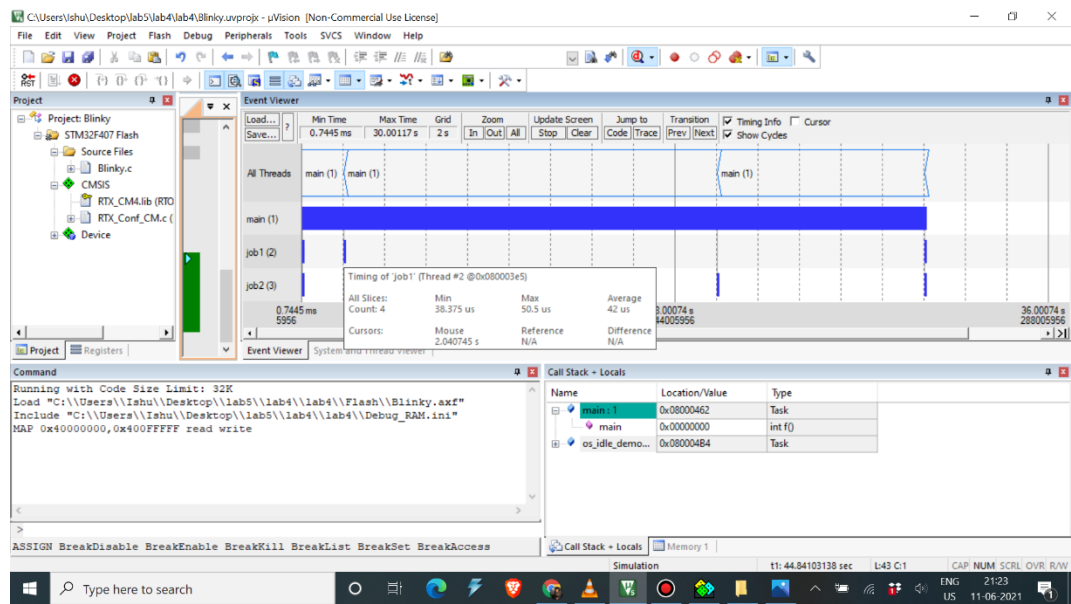 C:\Users\Ishu\Desktop\lab5\lab4\lab4\Blinky.uvprojx - µVision [Non-Commercial Use License]
File Edit View Project Flash Debug Peripherals Tools SVCS Window Help
Project
Project: Blinky
STM32F407 Flash
Source Files
Blinky.c
CMSIS
RTX_CM4.lib (RTO
RTX_Conf_CM.c (
Device
Project Registers
Event Viewer
Load... ? Min Time Max Time Grid Zoom Update Screen Jump to Transition Timing Info Cursor
Save... 0.7445 ms 30.00117 s 2 s In Out All Stop Clear Code Trace Prev Next Show Cycles
All Threads main (1) main (1) main (1)
main (1)
job1 (2)
job2 (3)
Timing of 'job1' (Thread #2 @0x080003e5)
All Slices: Min Max Average
Count: 4 38.375 us 50.5 us 42 us
Cursors: Mouse Reference Difference
2.040745 s N/A N/A
0.7445 ms .00074 s 36.00074 s
5956 4005956 288005956
Event Viewer System and Thread Viewer
Command
Running with Code Size Limit: 32K
Load "C:\\Users\\Ishu\\Desktop\\lab5\\lab4\\lab4\\Flash\\Blinky.axf"
Include "C:\\Users\\Ishu\\Desktop\\lab5\\lab4\\lab4\\Debug_RAM.ini"
MAP 0x40000000,0x400FFFFF read write
>
ASSIGN BreakDisable BreakEnable BreakKill BreakList BreakSet BreakAccess
Call Stack + Locals
Name Location/Value Type
main : 1 0x08000462 Task
main 0x00000000 int f()
os_idle_demo... 0x080004B4 Task
Call Stack + Locals Memory 1
Simulation t1: 44.84103138 sec L:43 C:1 CAP NUM SCRL OVR R/W
Type here to search
ENG 21:23
US 11-06-2021